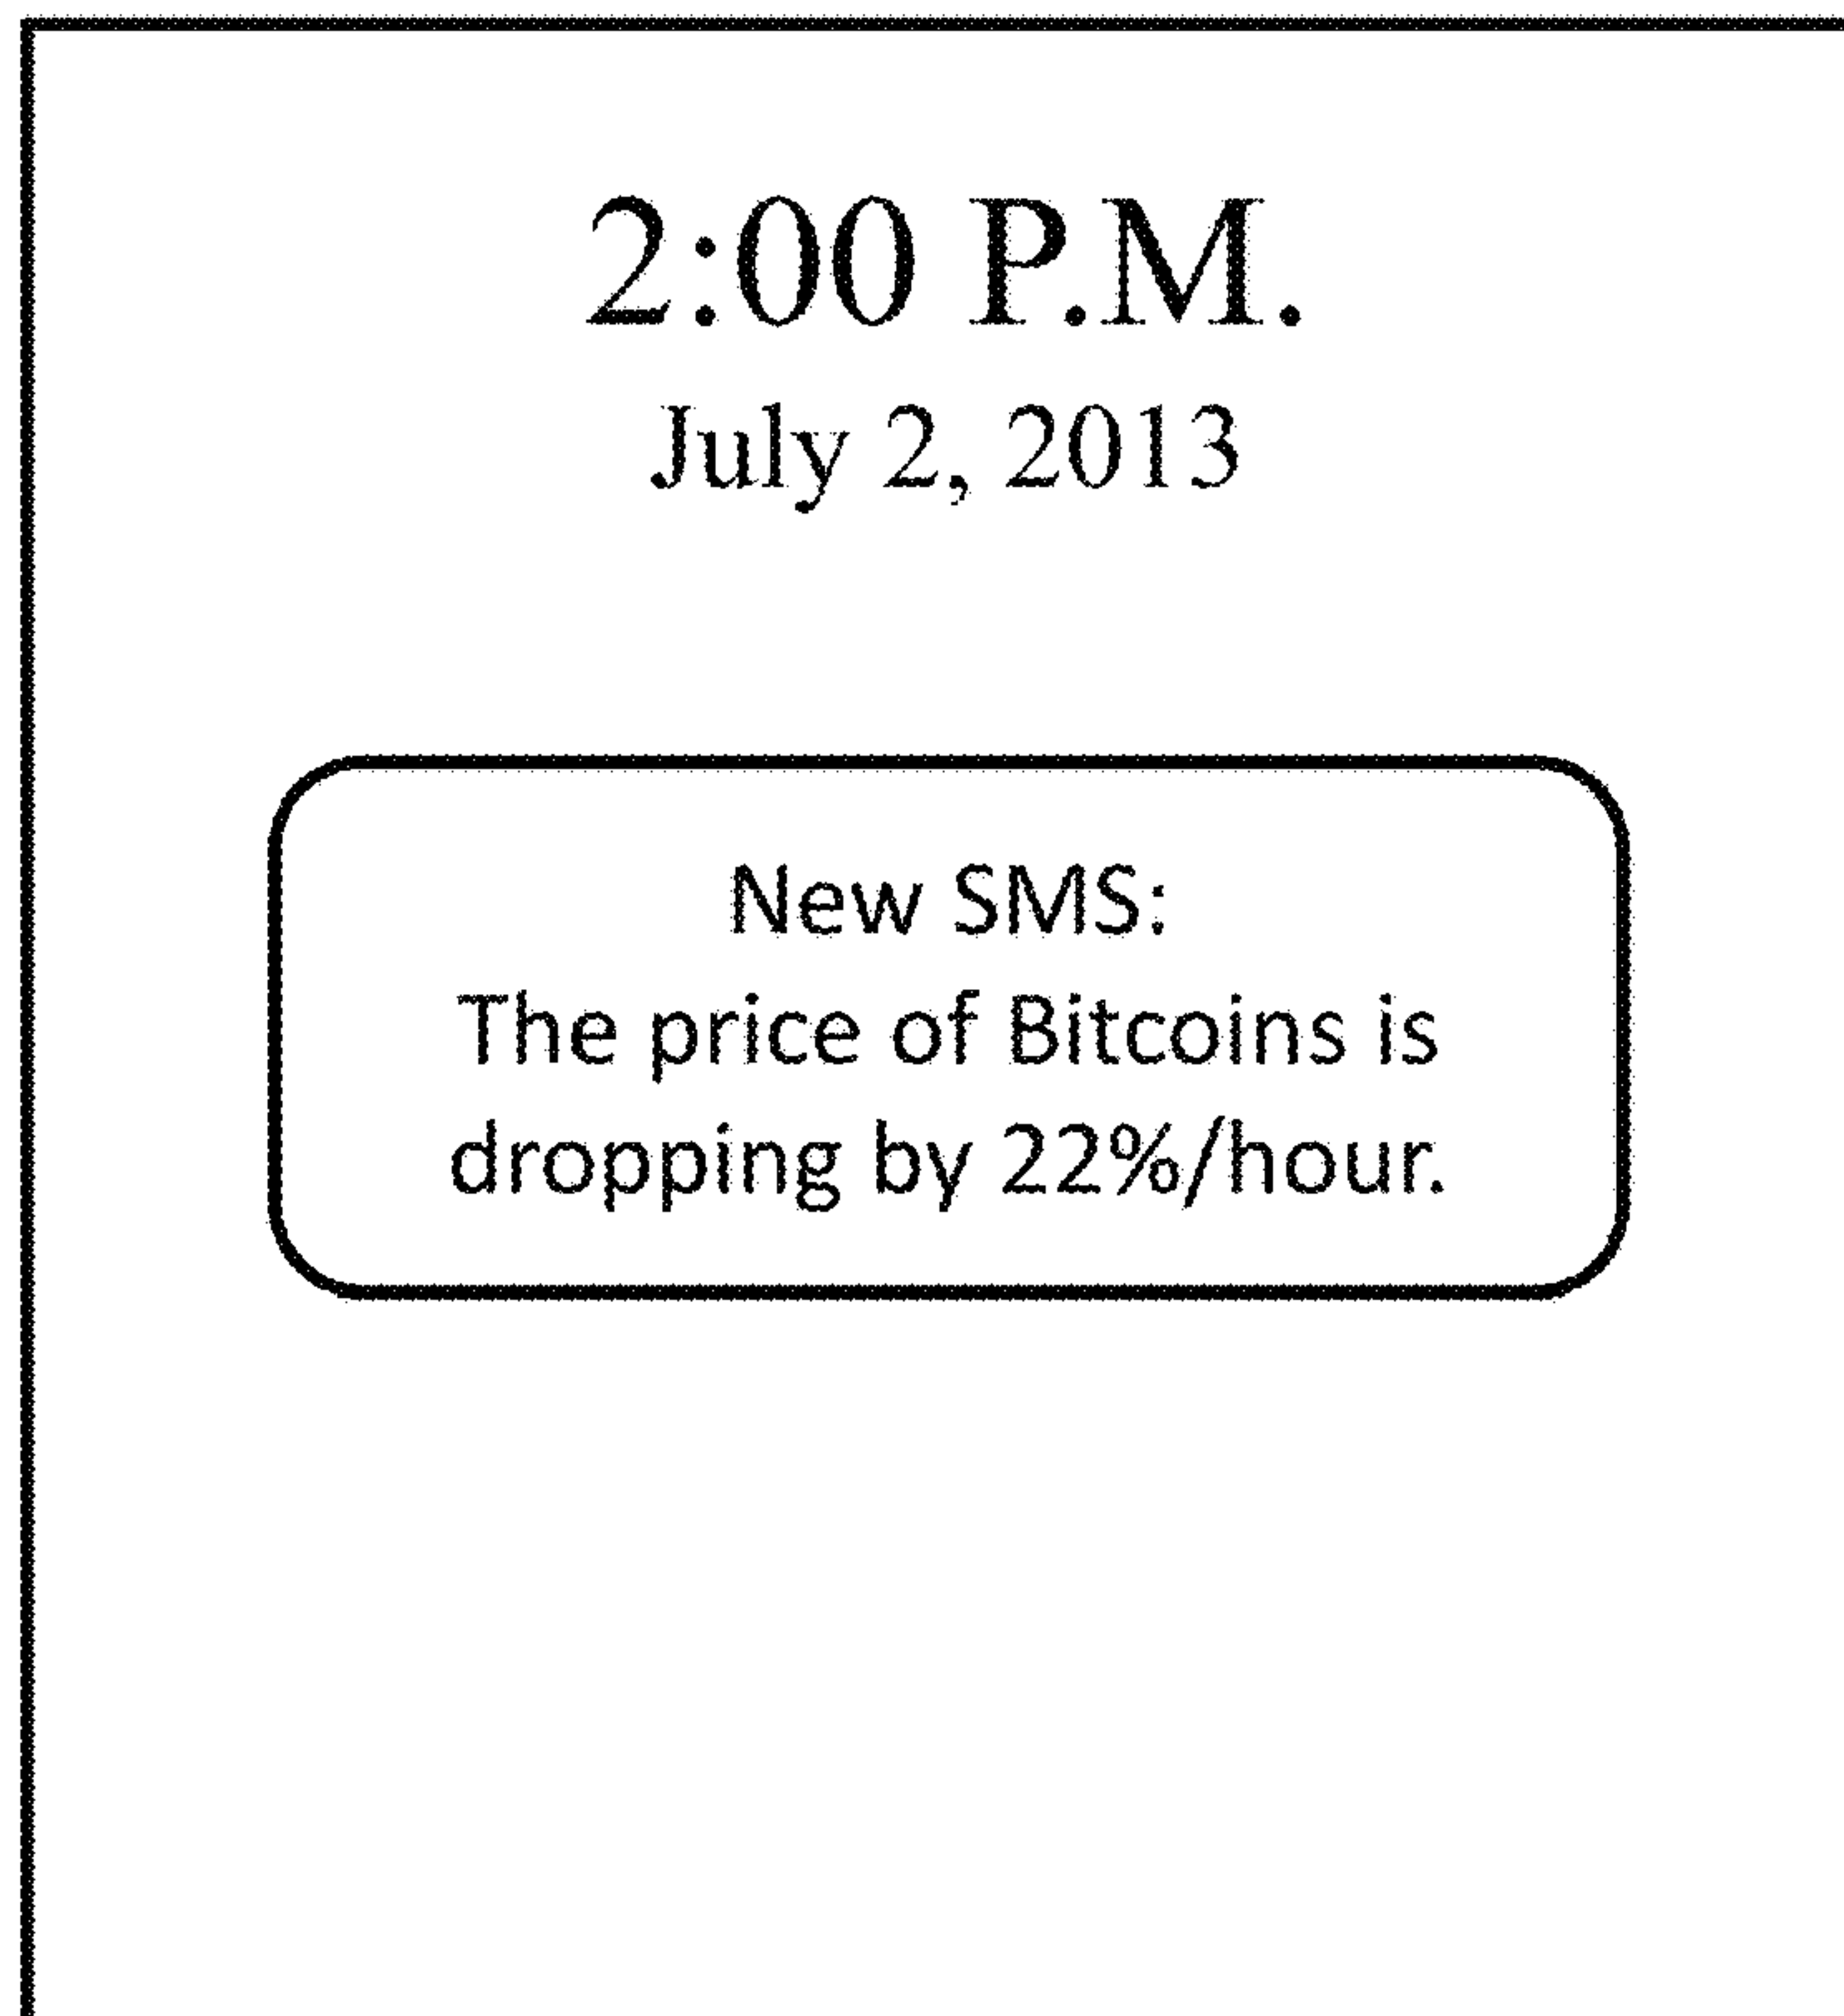 2:00 P.M.
July 2, 2013
New SMS:
The price of Bitcoins is
dropping by 22%/hour.